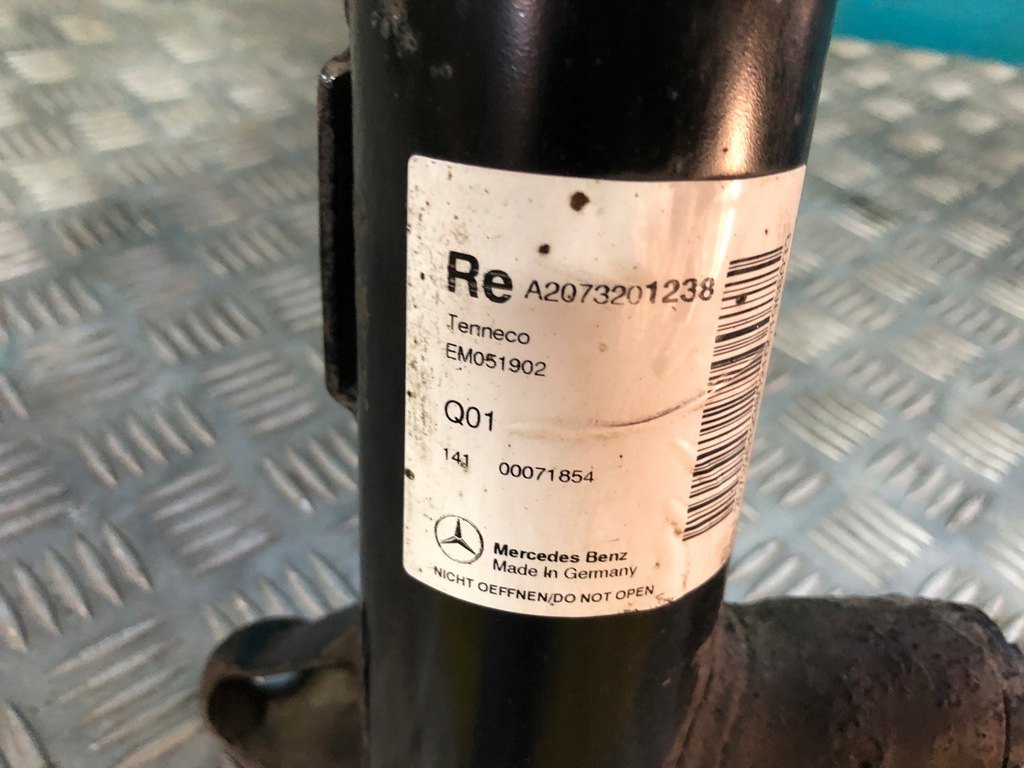 Re A2073201238
Tenneco
EM051902
Q01
141 00071854
Mercedes Benz
Made In Germany
NICHT OEFFNEN/DO NOT OPEN